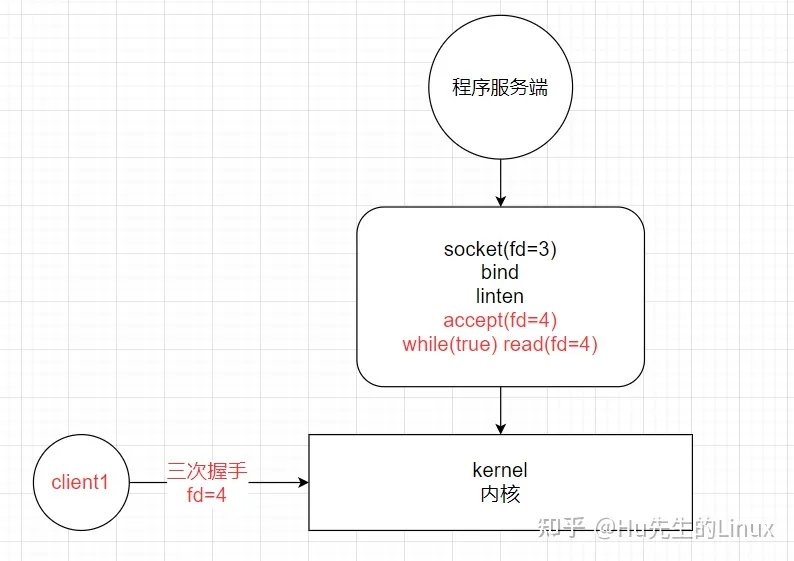 程序服务端
socket(fd=3)
bind
linten
accept(fd=4)
while(true) read(fd=4)
client1
三次握手
fd=4
kernel
内核
知乎 @Hu先生的Linux